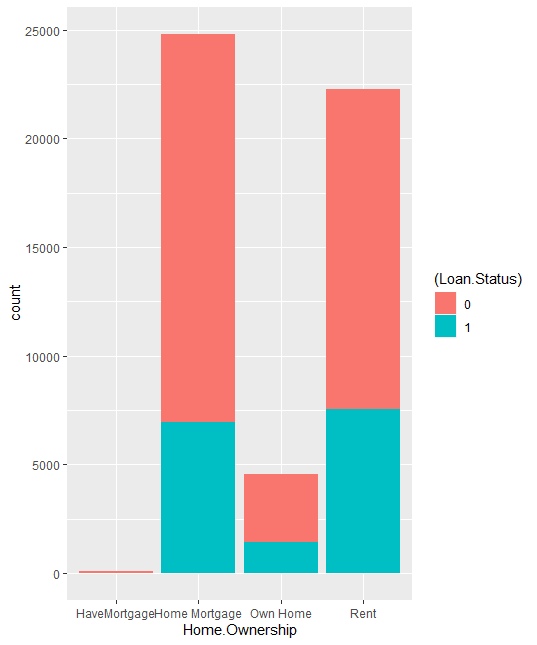 25000
20000
15000
10000
5000
0
count
HaveMortgage Home Mortgage Own Home Rent
Home.Ownership
(Loan.Status)
0
1